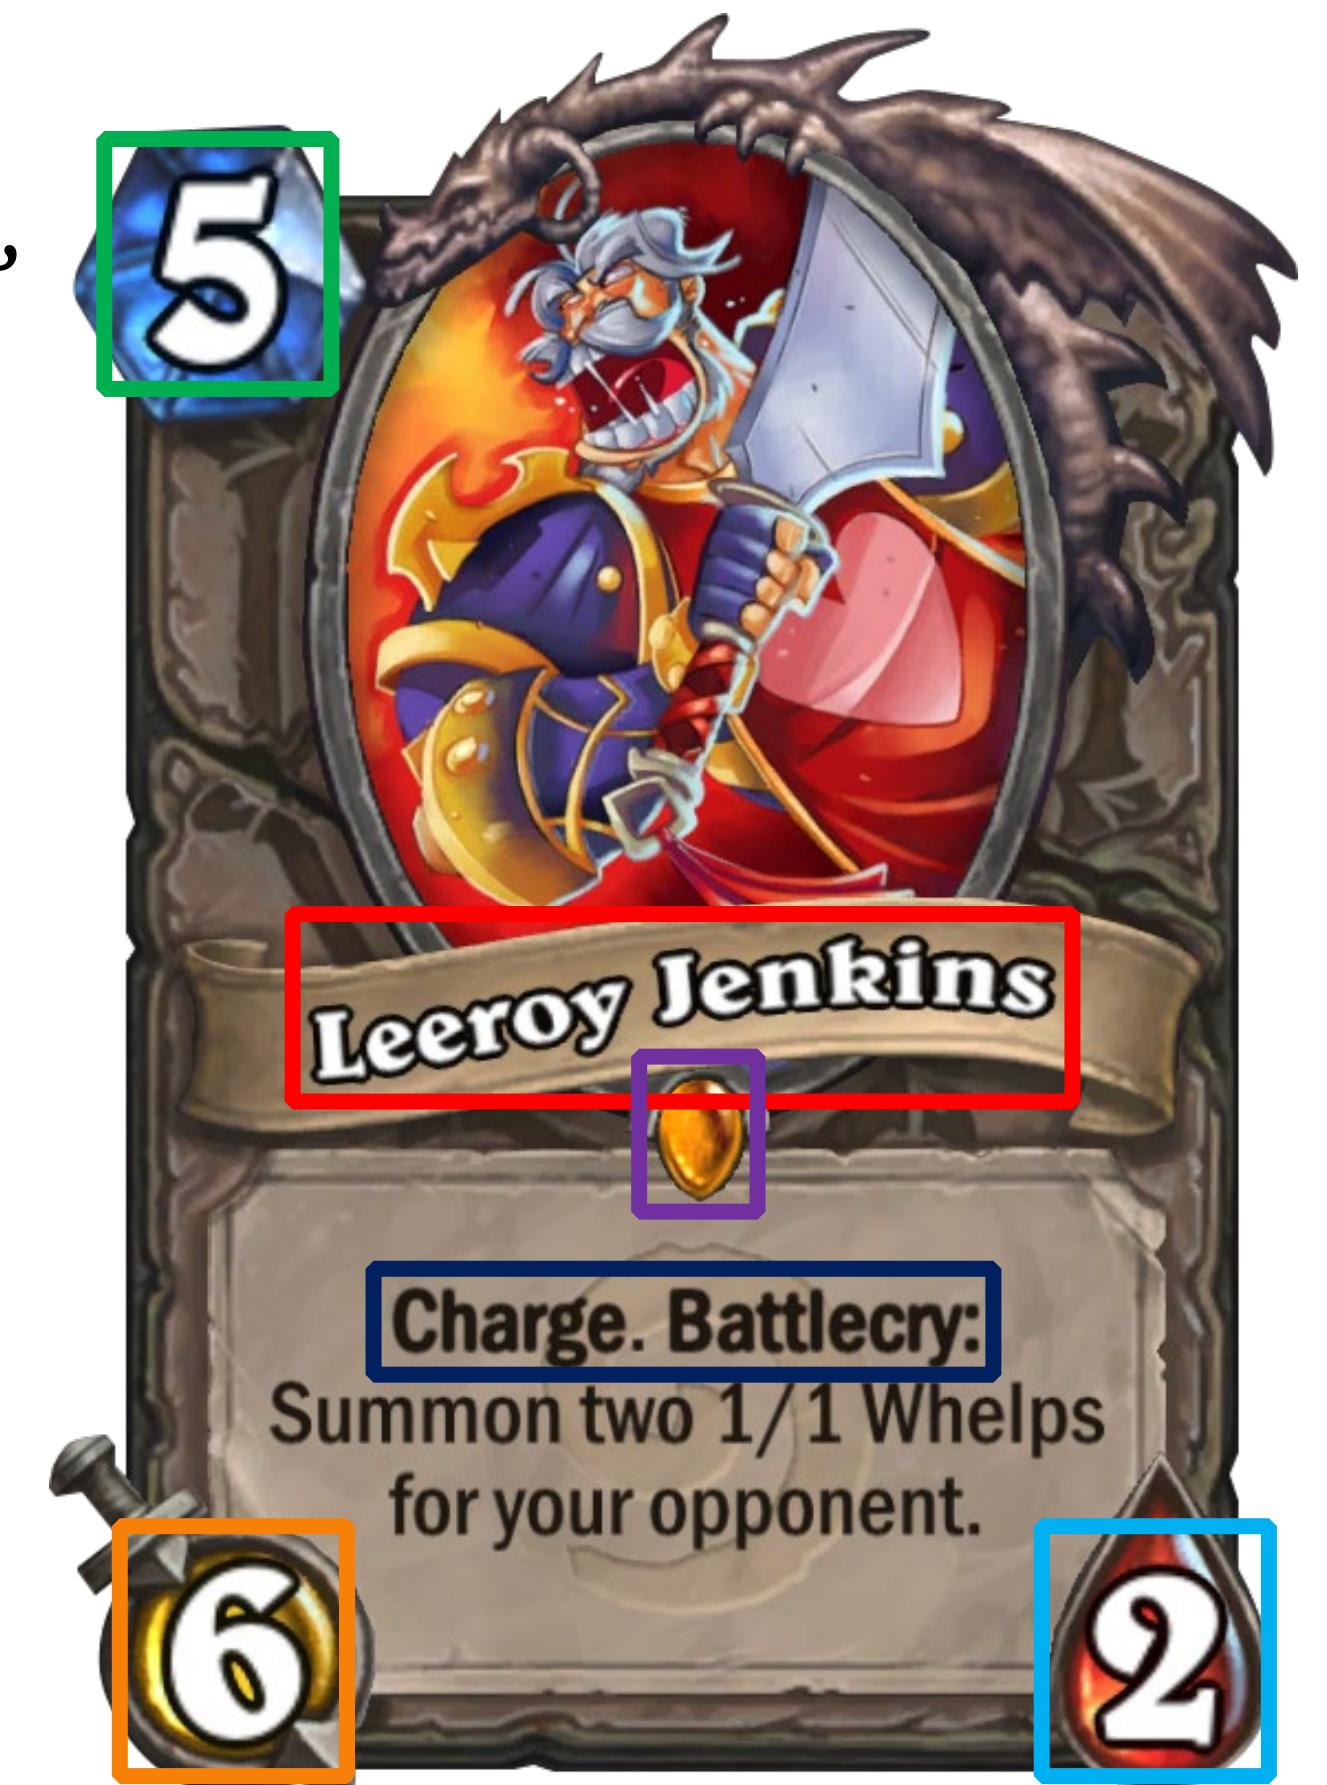 5
Leeroy Jenkins
Charge. Battlecry:
Summon two 1/1 Whelps
for your opponent.
6
2